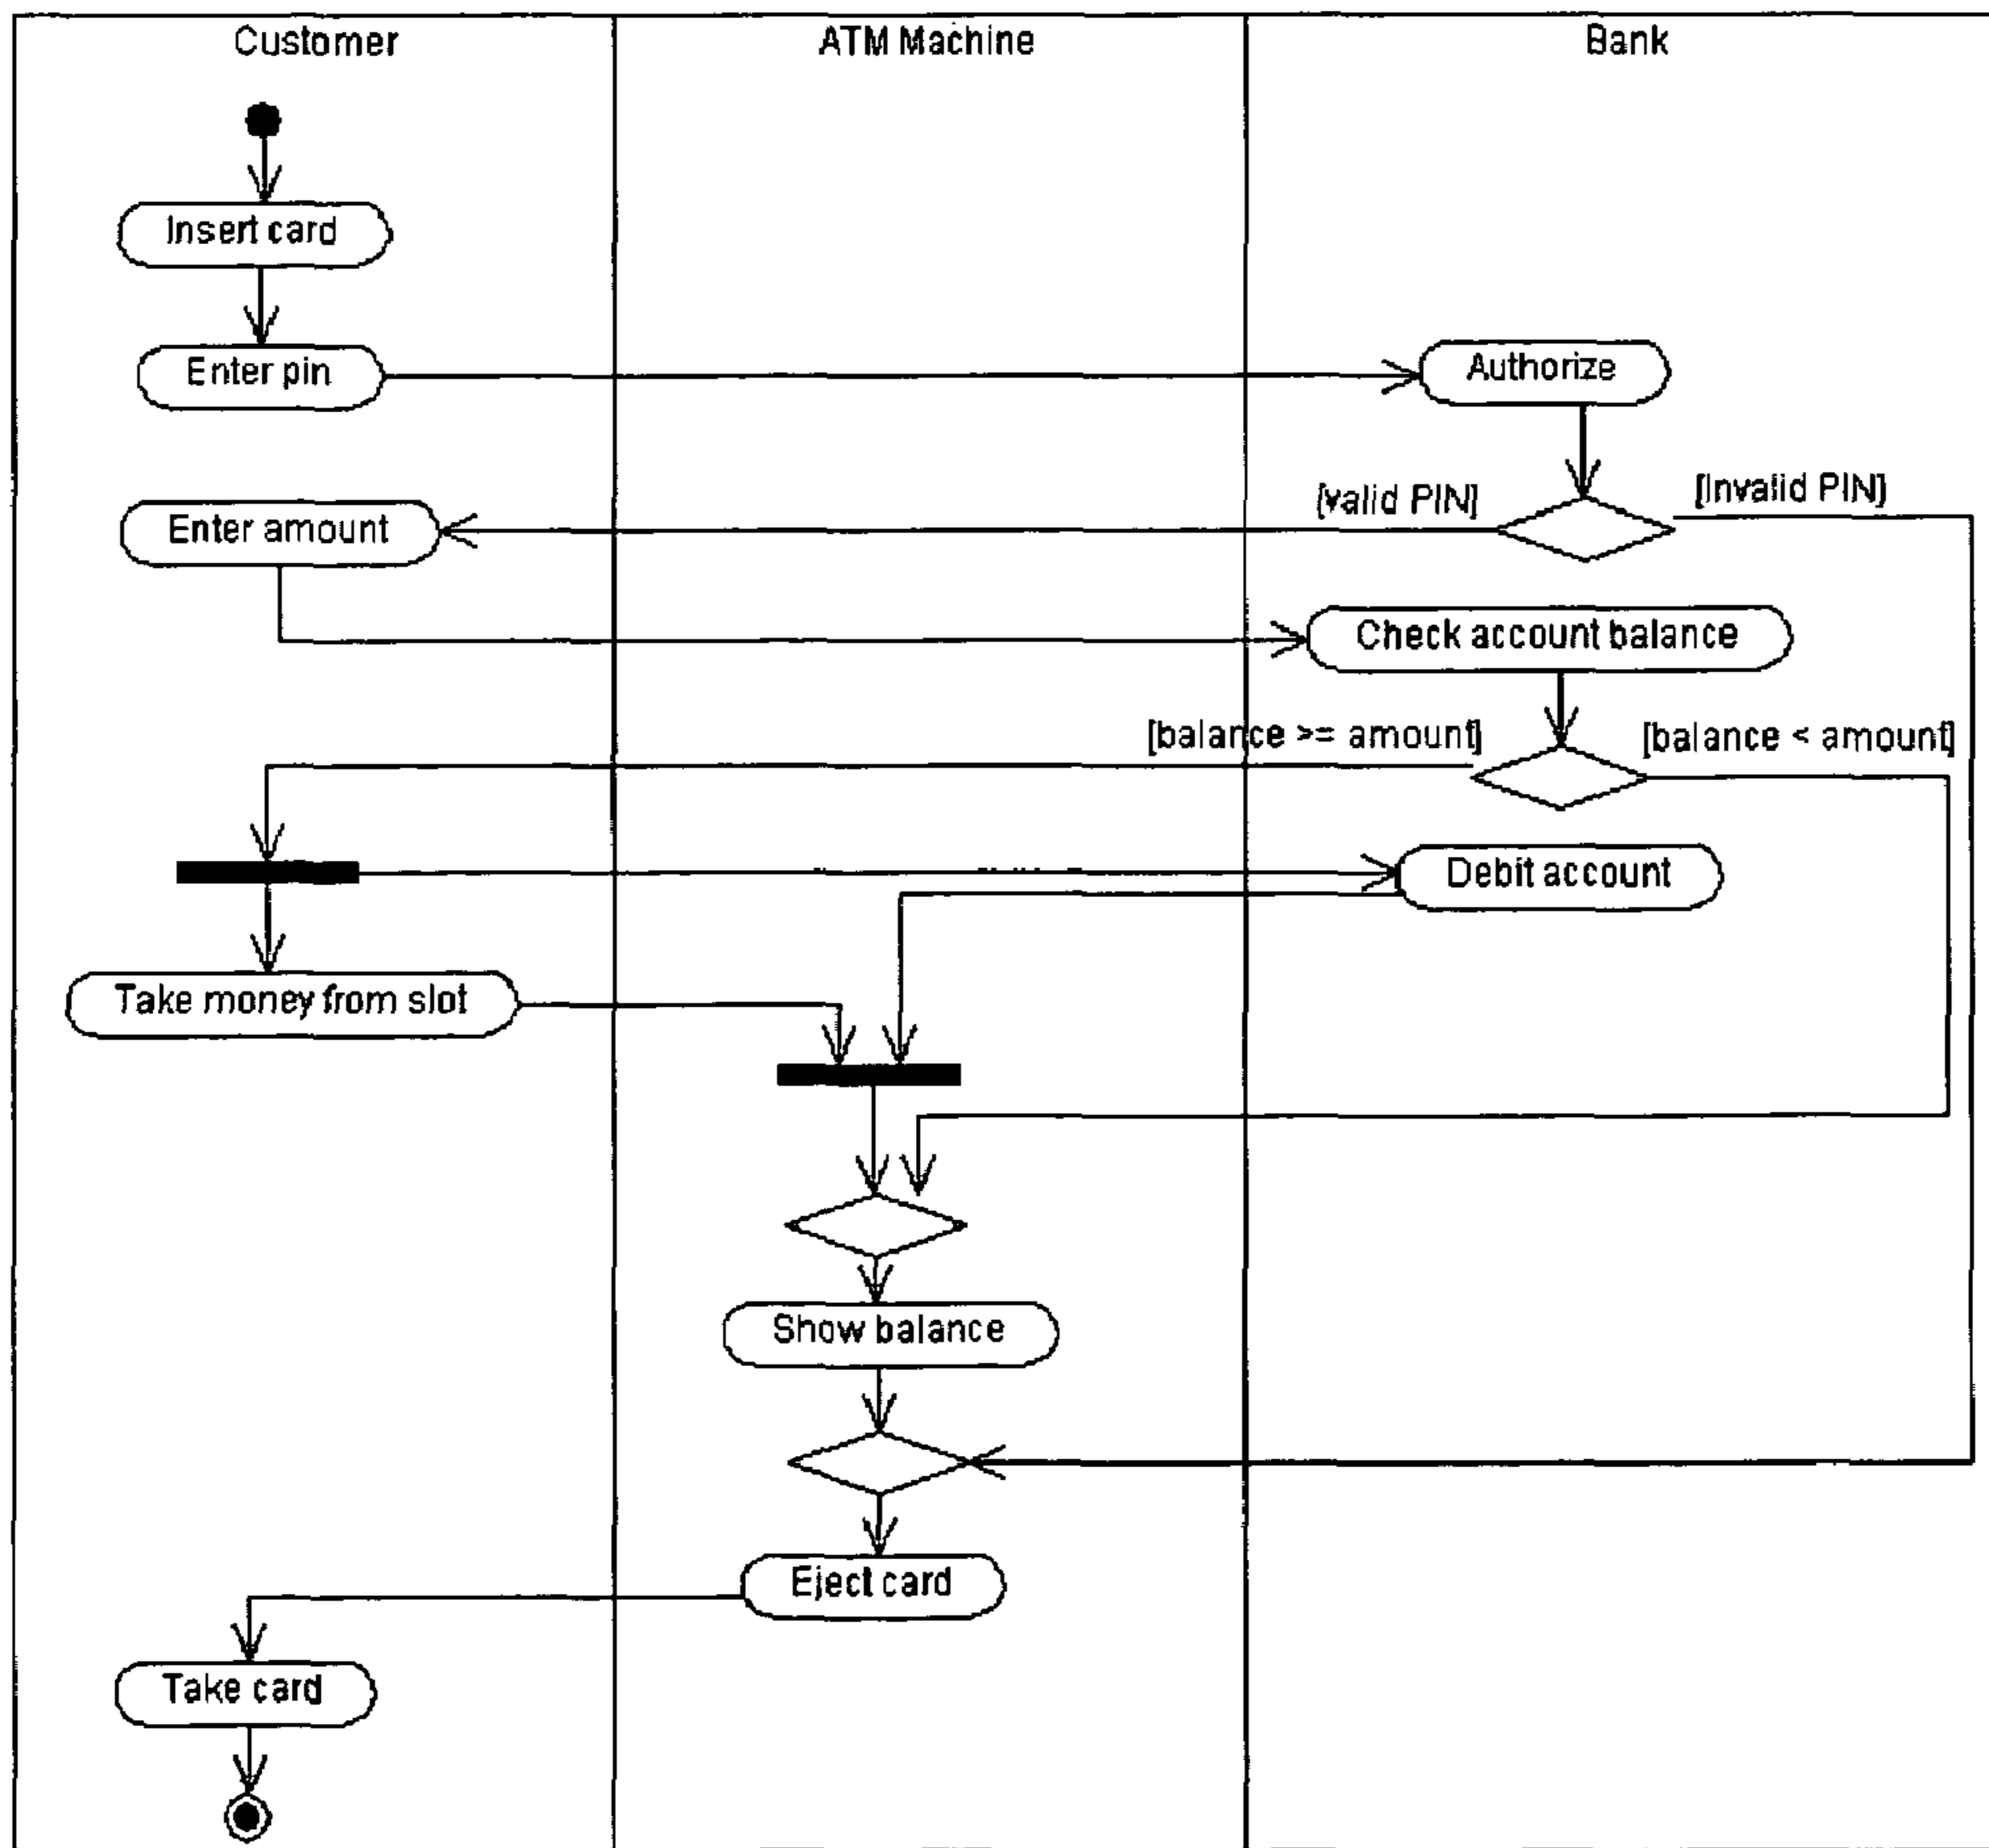 Customer
ATM Machine
Bank
Insert card
Enter pin
Authorize
[valid PIN]
[Invalid PIN]
Enter amount
Check account balance
[balance >= amount]
[balance < amount]
Debit account
Take money from slot
Show balance
Eject card
Take card